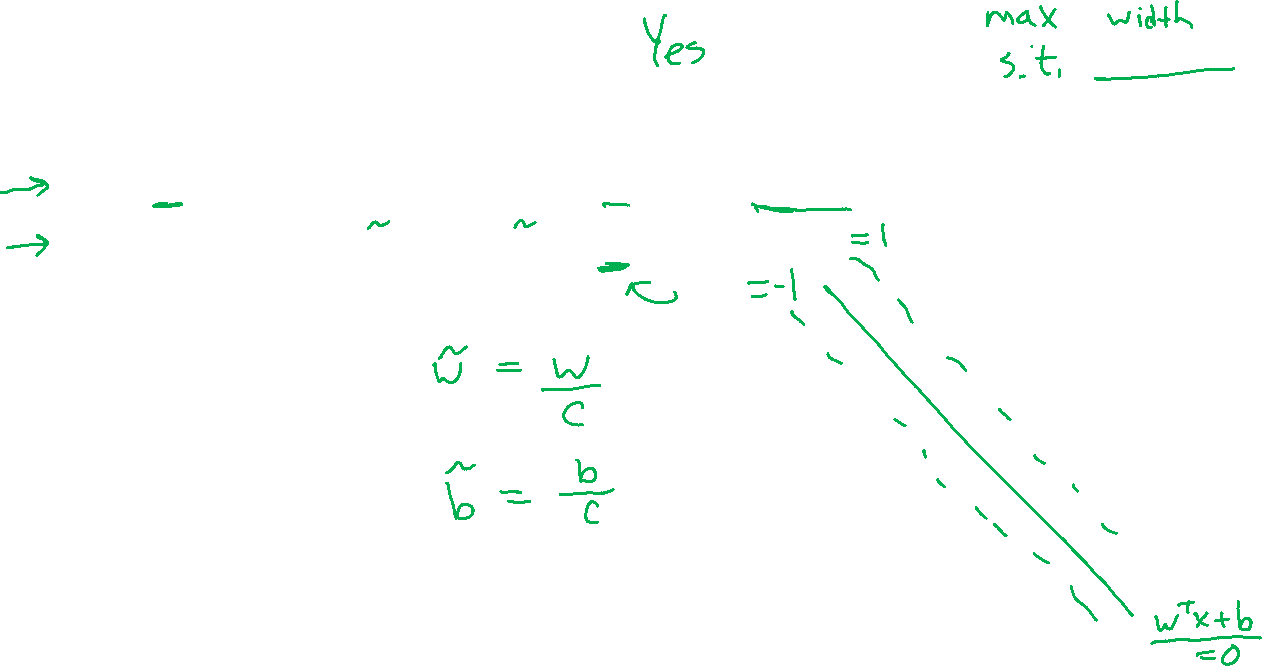 max width
Yes
s.t.
~ ~
=1
=-1
w̃ = w/c
b̃ = b/c
wᵀx+b
=0